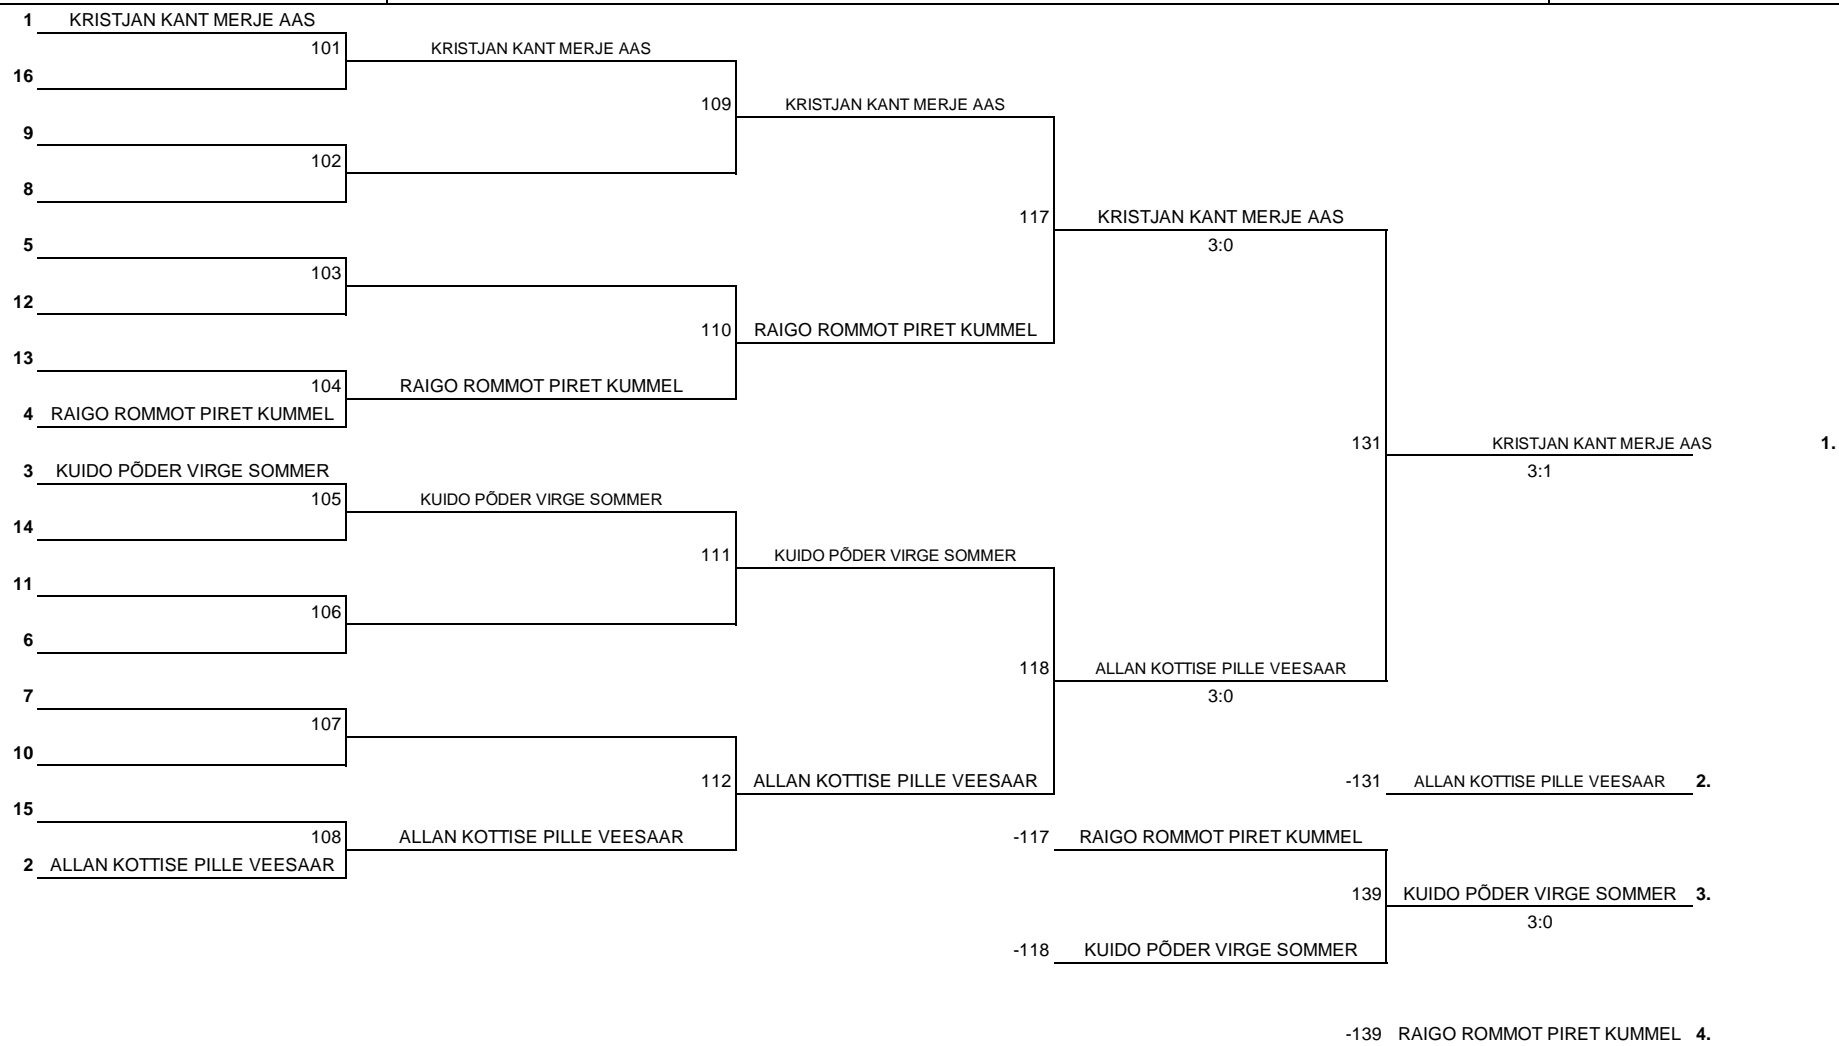 1 KRISTJAN KANT MERJE AAS
101 KRISTJAN KANT MERJE AAS
16
109 KRISTJAN KANT MERJE AAS
9
102
8
117 KRISTJAN KANT MERJE AAS
5
3:0
103
12
110 RAIGO ROMMOT PIRET KUMMEL
13
104 RAIGO ROMMOT PIRET KUMMEL
4 RAIGO ROMMOT PIRET KUMMEL
131 KRISTJAN KANT MERJE AAS 1.
3 KUIDO PÕDER VIRGE SOMMER
3:1
105 KUIDO PÕDER VIRGE SOMMER
14
111 KUIDO PÕDER VIRGE SOMMER
11
106
6
118 ALLAN KOTTISE PILLE VEESAAR
7
3:0
107
10
112 ALLAN KOTTISE PILLE VEESAAR
-131 ALLAN KOTTISE PILLE VEESAAR 2.
15
108 ALLAN KOTTISE PILLE VEESAAR
-117 RAIGO ROMMOT PIRET KUMMEL
2 ALLAN KOTTISE PILLE VEESAAR
139 KUIDO PÕDER VIRGE SOMMER 3.
3:0
-118 KUIDO PÕDER VIRGE SOMMER
-139 RAIGO ROMMOT PIRET KUMMEL 4.